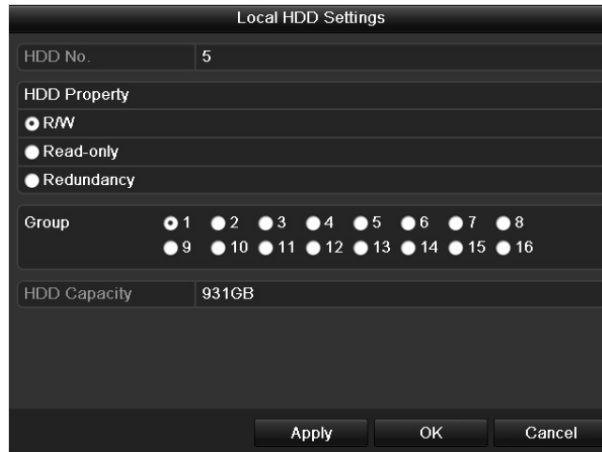 Local HDD Settings
HDD No. 5
HDD Property
R/W
Read-only
Redundancy
Group 1 2 3 4 5 6 7 8
9 10 11 12 13 14 15 16
HDD Capacity 931GB
Apply OK Cancel